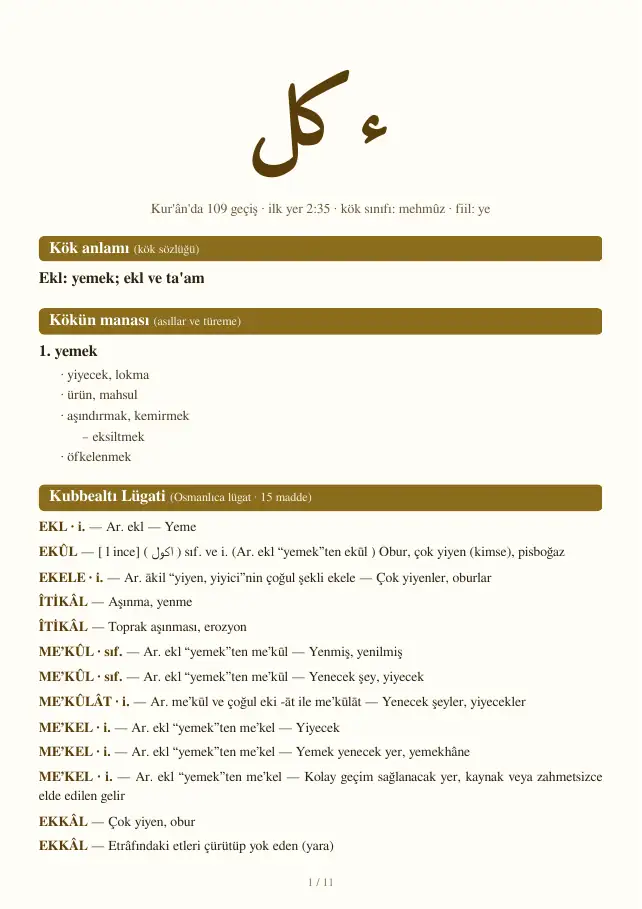 ء كل
Kur'ân'da 109 geçiş · ilk yer 2:35 · kök sınıfı: mehmûz · fiil: ye
Kök anlamı (kök sözlüğü)
Ekl: yemek; ekl ve ta'am
Kökün manası (asıllar ve türeme)
1. yemek
· yiyecek, lokma
· ürün, mahsul
· aşındırmak, kemirmek
– eksiltmek
· öfkelenmek
Kubbealtı Lügati (Osmanlıca lügat · 15 madde)
EKL · i. — Ar. ekl — Yeme
EKÛL — [ l ince] ( اكول ) sıf. ve i. (Ar. ekl “yemek”ten ekūl ) Obur, çok yiyen (kimse), pisboğaz
EKELE · i. — Ar. ākil “yiyen, yiyici”nin çoğul şekli ekele — Çok yiyenler, oburlar
ÎTİKÂL — Aşınma, yenme
ÎTİKÂL — Toprak aşınması, erozyon
ME’KÛL · sıf. — Ar. ekl “yemek”ten me’kūl — Yenmiş, yenilmiş
ME’KÛL · sıf. — Ar. ekl “yemek”ten me’kūl — Yenecek şey, yiyecek
ME’KÛLÂT · i. — Ar. me’kūl ve çoğul eki -āt ile me’kūlāt — Yenecek şeyler, yiyecekler
ME’KEL · i. — Ar. ekl “yemek”ten me’kel — Yiyecek
ME’KEL · i. — Ar. ekl “yemek”ten me’kel — Yemek yenecek yer, yemekhâne
ME’KEL · i. — Ar. ekl “yemek”ten me’kel — Kolay geçim sağlanacak yer, kaynak veya zahmetsizce
elde edilen gelir
EKKÂL — Çok yiyen, obur
EKKÂL — Etrâfındaki etleri çürütüp yok eden (yara)
1 / 11